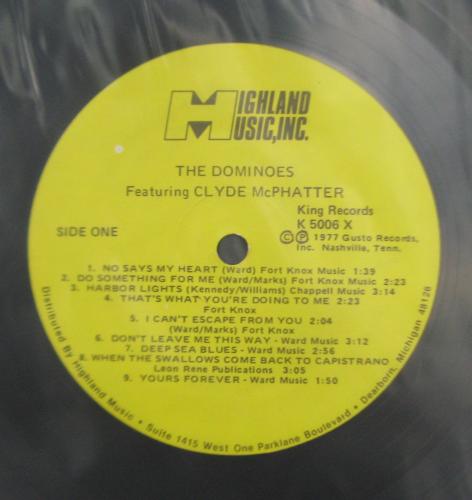 HIGHLAND
MUSIC, INC.
THE DOMINOES
Featuring CLYDE McPHATTER
King Records
K 5006 X
SIDE ONE
©℗ 1977 Gusto Records,
Inc. Nashville, Tenn.
1. NO SAYS MY HEART (Ward) Fort Knox Music 1:39
2. DO SOMETHING FOR ME (Ward/Marks) Fort Knox Music 2:23
3. HARBOR LIGHTS (Kennedy/Williams) Chappell Music 3:14
4. THAT'S WHAT YOU'RE DOING TO ME 2:23
Fort Knox
5. I CAN'T ESCAPE FROM YOU 2:04
(Ward/Marks) Fort Knox
6. DON'T LEAVE ME THIS WAY - Ward Music 3:12
7. DEEP SEA BLUES - Ward Music 2:56
8. WHEN THE SWALLOWS COME BACK TO CAPISTRANO
Leon Rene Publications 3:05
9. YOURS FOREVER - Ward Music 1:50
Distributed By Highland Music • Suite 1415 West One Parklane Boulevard • Dearborn, Michigan 48126